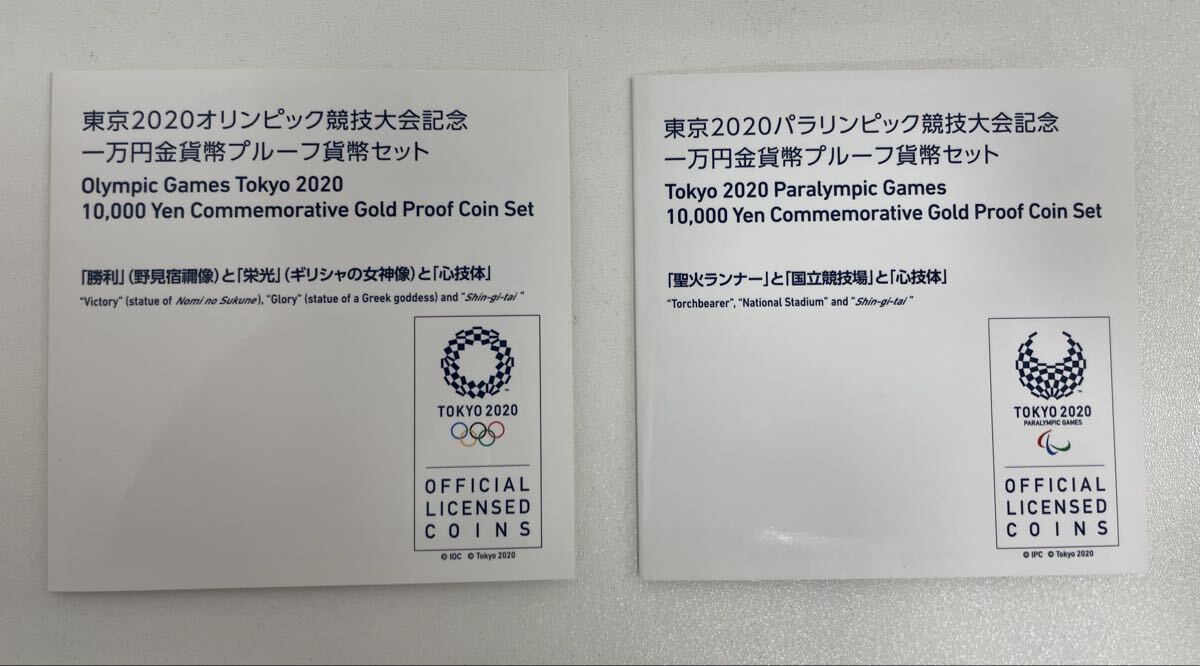 東京2020オリンピック競技大会記念
一万円金貨幣プルーフ貨幣セット
Olympic Games Tokyo 2020
10,000 Yen Commemorative Gold Proof Coin Set
「勝利」（野見宿禰像）と「栄光」（ギリシャの女神像）と「心技体」
“Victory” (statue of Nomi no Sukune), “Glory” (statue of a Greek goddess) and “Shin-gi-tai”
TOKYO 2020
OFFICIAL
LICENSED
COINS
© IOC © Tokyo 2020
東京2020パラリンピック競技大会記念
一万円金貨幣プルーフ貨幣セット
Tokyo 2020 Paralympic Games
10,000 Yen Commemorative Gold Proof Coin Set
「聖火ランナー」と「国立競技場」と「心技体」
“Torchbearer”, “National Stadium” and “Shin-gi-tai”
TOKYO 2020
PARALYMPIC GAMES
OFFICIAL
LICENSED
COINS
© IPC © Tokyo 2020